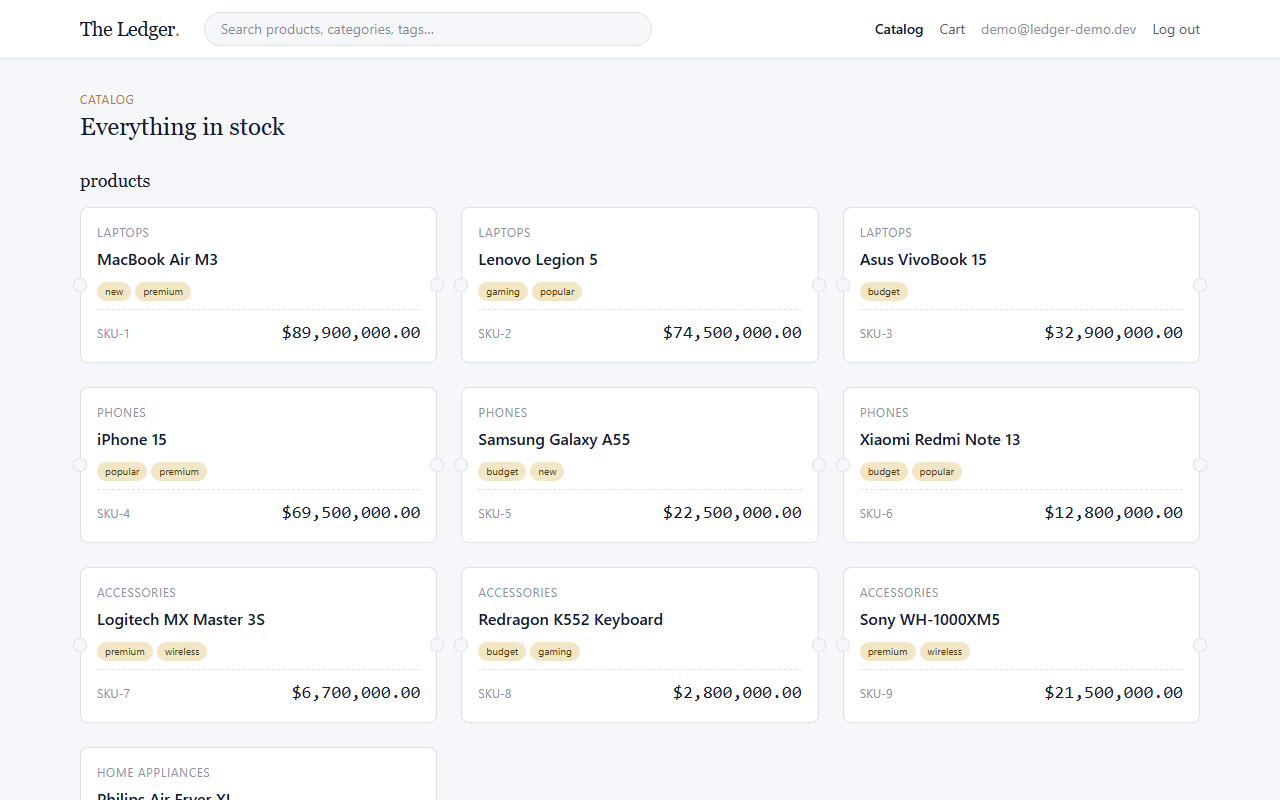 The Ledger.
Search products, categories, tags...
Catalog Cart demo@ledger-demo.dev Log out
CATALOG
Everything in stock
products
LAPTOPS
MacBook Air M3
new premium
SKU-1 $89,900,000.00
LAPTOPS
Lenovo Legion 5
gaming popular
SKU-2 $74,500,000.00
LAPTOPS
Asus VivoBook 15
budget
SKU-3 $32,900,000.00
PHONES
iPhone 15
popular premium
SKU-4 $69,500,000.00
PHONES
Samsung Galaxy A55
budget new
SKU-5 $22,500,000.00
PHONES
Xiaomi Redmi Note 13
budget popular
SKU-6 $12,800,000.00
ACCESSORIES
Logitech MX Master 3S
premium wireless
SKU-7 $6,700,000.00
ACCESSORIES
Redragon K552 Keyboard
budget gaming
SKU-8 $2,800,000.00
ACCESSORIES
Sony WH-1000XM5
premium wireless
SKU-9 $21,500,000.00
HOME APPLIANCES
Philips Air Fryer XL